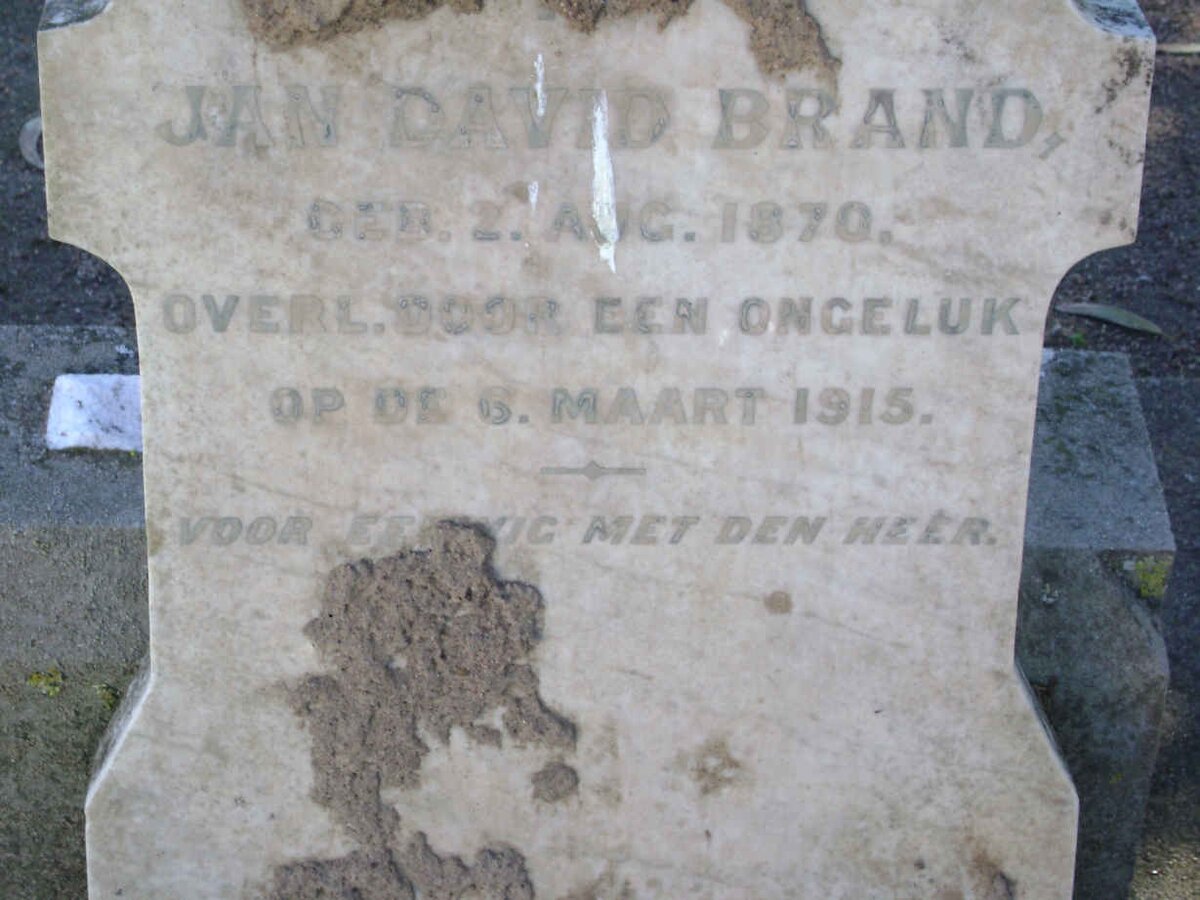 JAN DAVID BRAND,
GEB. 2. AUG. 1870.
OVERL. DOOR EEN ONGELUK
OP DE 6. MAART 1915.
VOOR EEUWIG MET DEN HEER.